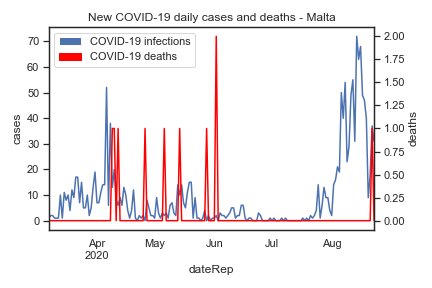 New COVID-19 daily cases and deaths - Malta
COVID-19 infections
COVID-19 deaths
cases
70
60
50
40
30
20
10
0
deaths
2.00
1.75
1.50
1.25
1.00
0.75
0.50
0.25
0.00
Apr
2020
May
Jun
Jul
Aug
dateRep